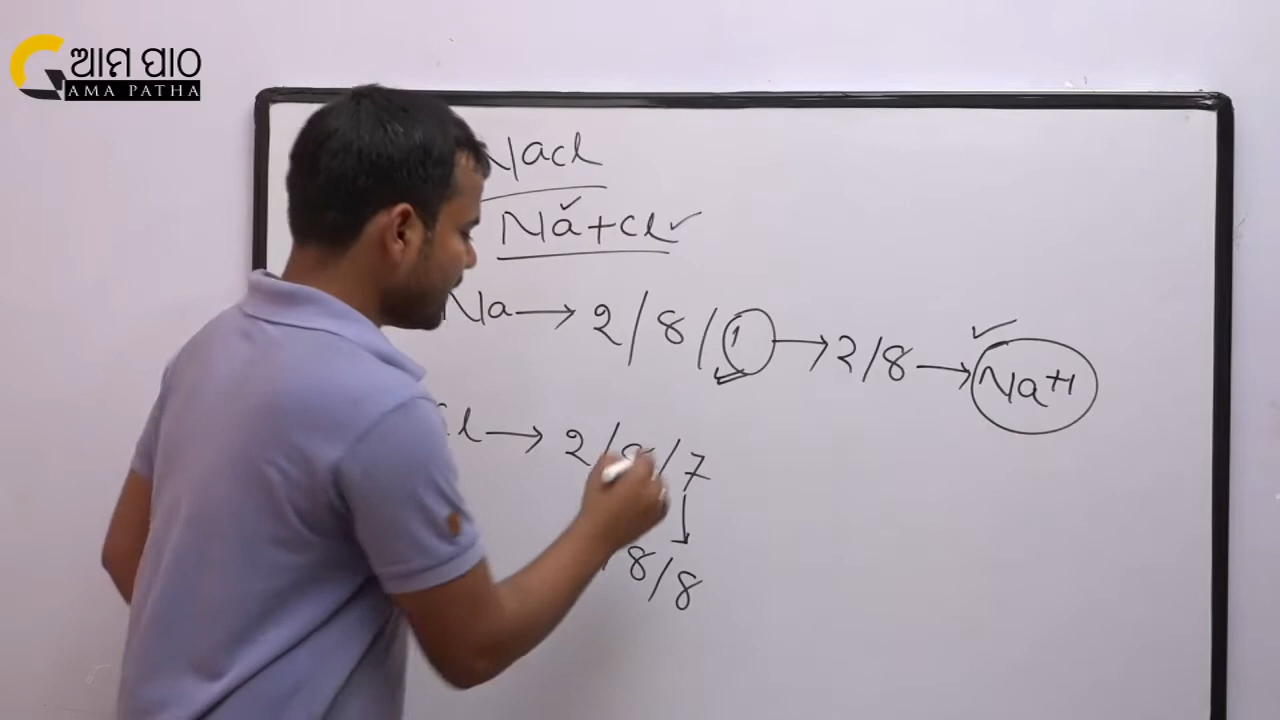 ଆମ ପାଠ
AMA PATHA
NaCl
Na+Cl
Na → 2/8/1 → 2/8 → Na+1
Cl → 2/8/7
8/8